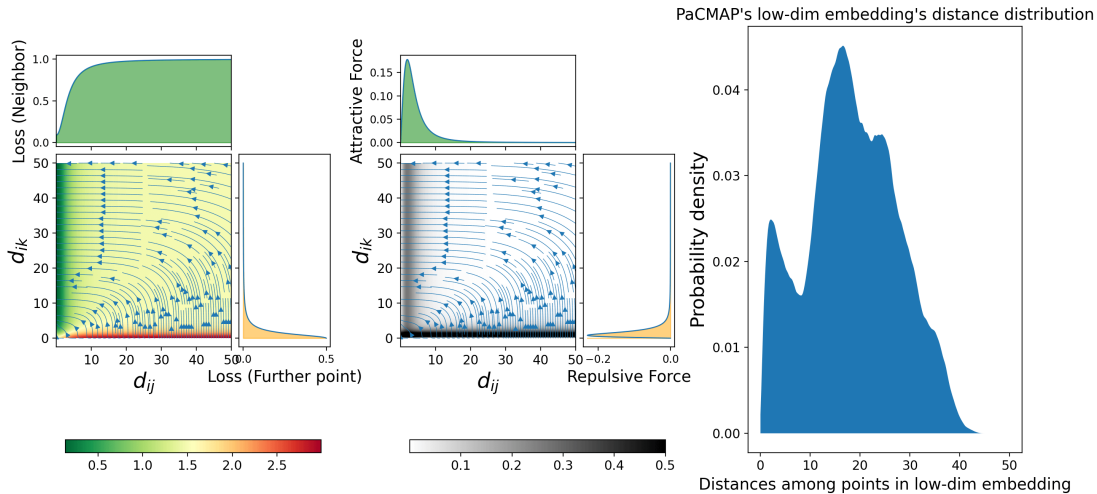 PaCMAP's low-dim embedding's distance distribution
Loss (Neighbor)
1.0
0.5
0.0
Attractive Force
0.15
0.10
0.05
0.00
d_ik
50
40
30
20
10
0
10 20 30 40 50
d_ij
0.0 0.5
Loss (Further point)
d_ik
50
40
30
20
10
0
10 20 30 40 50
d_ij
−0.2 0.0
Repulsive Force
0.5 1.0 1.5 2.0 2.5
0.1 0.2 0.3 0.4 0.5
Probability density
0.04
0.03
0.02
0.01
0.00
0 10 20 30 40 50
Distances among points in low-dim embedding